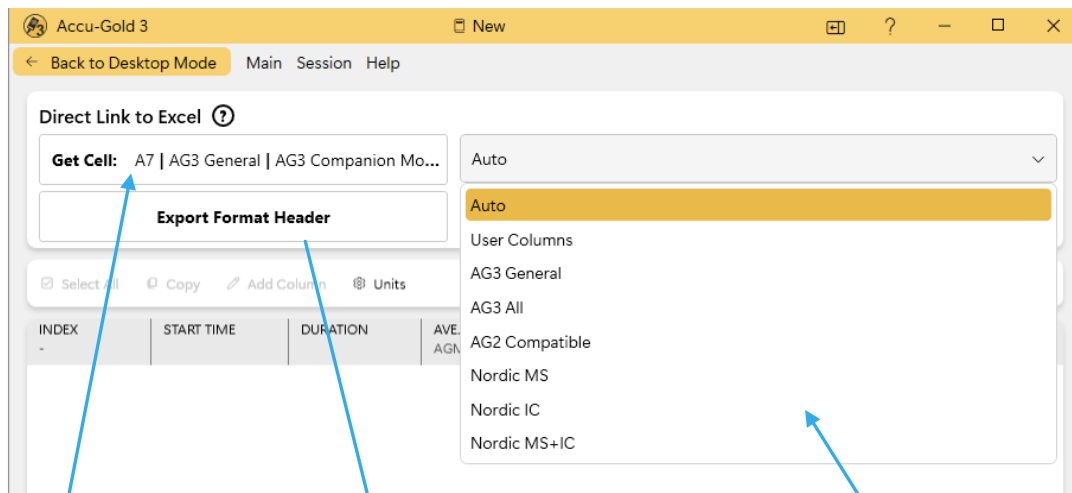 Accu-Gold 3
New
?
← Back to Desktop Mode Main Session Help
Direct Link to Excel ?
Get Cell: A7 | AG3 General | AG3 Companion Mo...
Auto
Export Format Header
Auto
User Columns
AG3 General
AG3 All
AG2 Compatible
Nordic MS
Nordic IC
Nordic MS+IC
Select All Copy Add Column Units
INDEX START TIME DURATION AVE.
- AGM